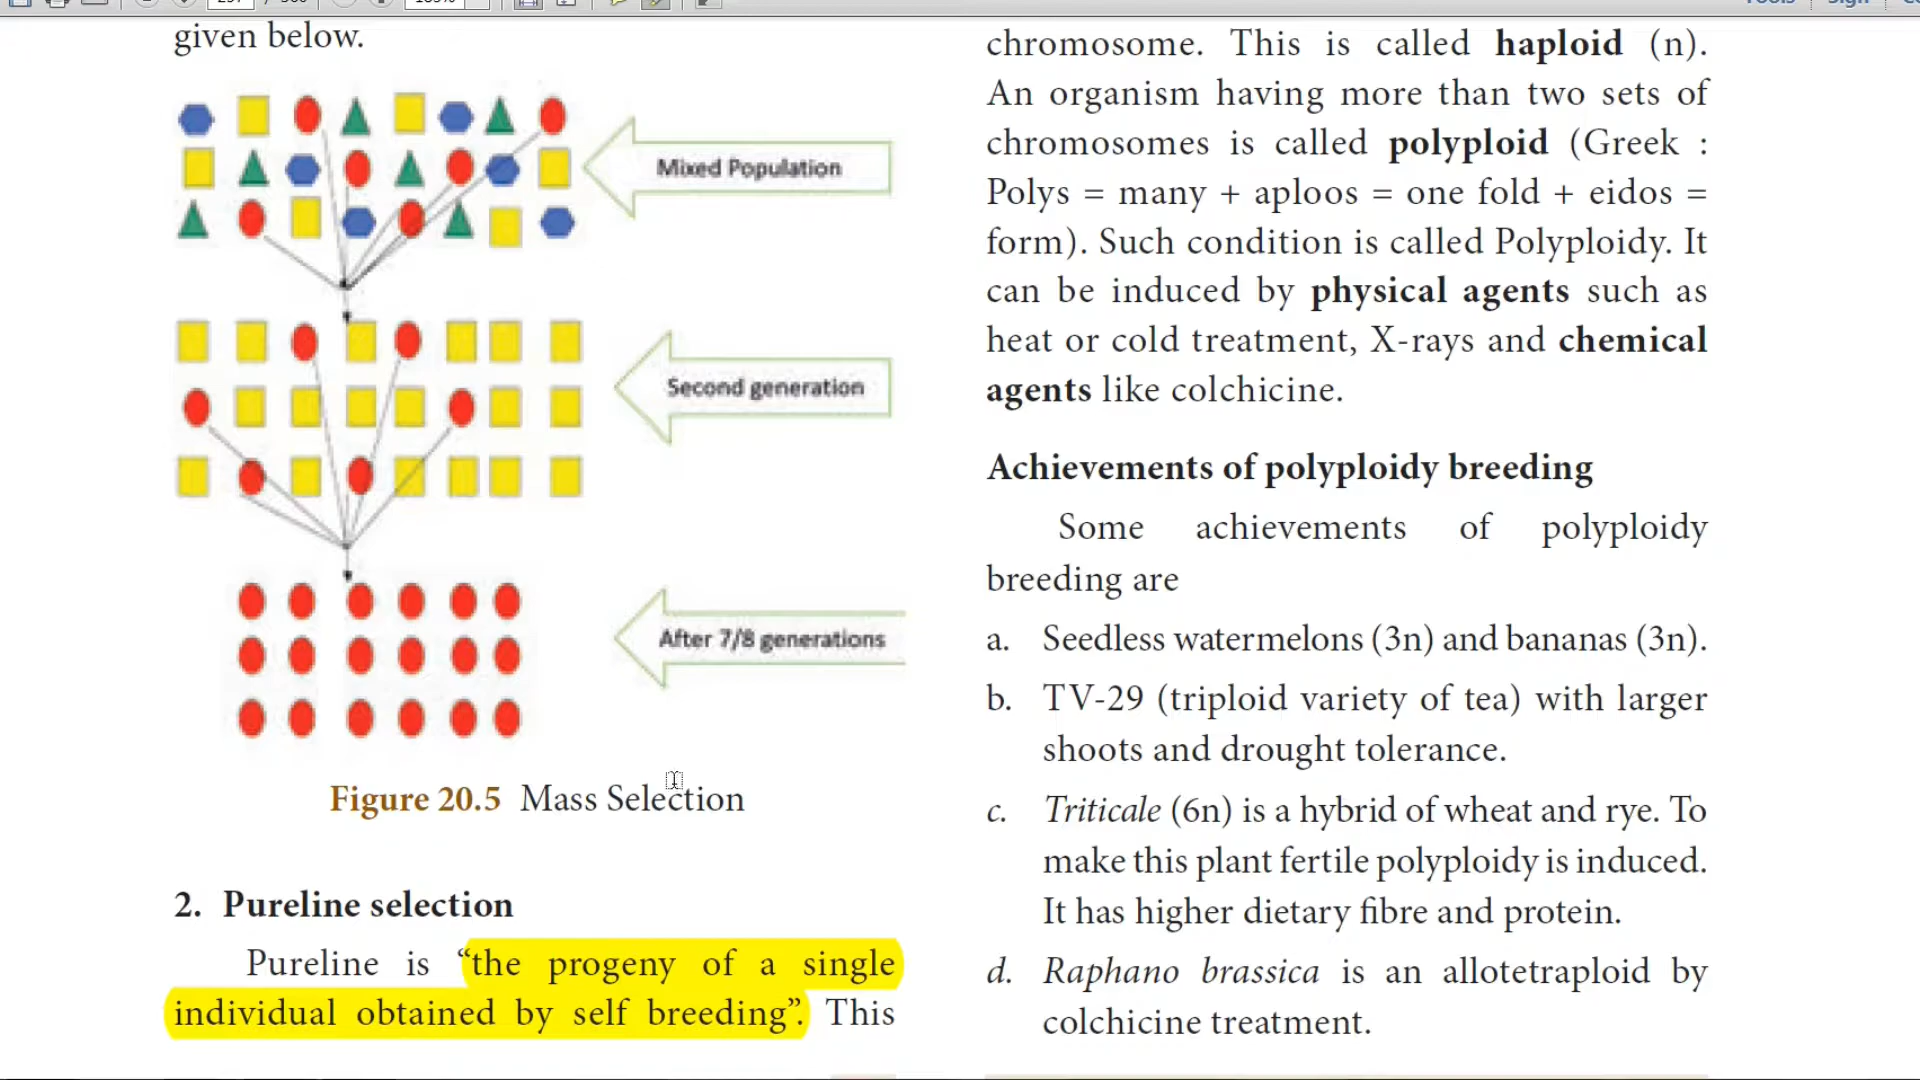 given below.
Mixed Population
Second generation
After 7/8 generations
Figure 20.5 Mass Selection
2. Pureline selection
Pureline is “the progeny of a single
individual obtained by self breeding”. This
chromosome. This is called haploid (n).
An organism having more than two sets of
chromosomes is called polyploid (Greek :
Polys = many + aploos = one fold + eidos =
form). Such condition is called Polyploidy. It
can be induced by physical agents such as
heat or cold treatment, X-rays and chemical
agents like colchicine.
Achievements of polyploidy breeding
Some achievements of polyploidy
breeding are
a. Seedless watermelons (3n) and bananas (3n).
b. TV-29 (triploid variety of tea) with larger
shoots and drought tolerance.
c. Triticale (6n) is a hybrid of wheat and rye. To
make this plant fertile polyploidy is induced.
It has higher dietary fibre and protein.
d. Raphano brassica is an allotetraploid by
colchicine treatment.